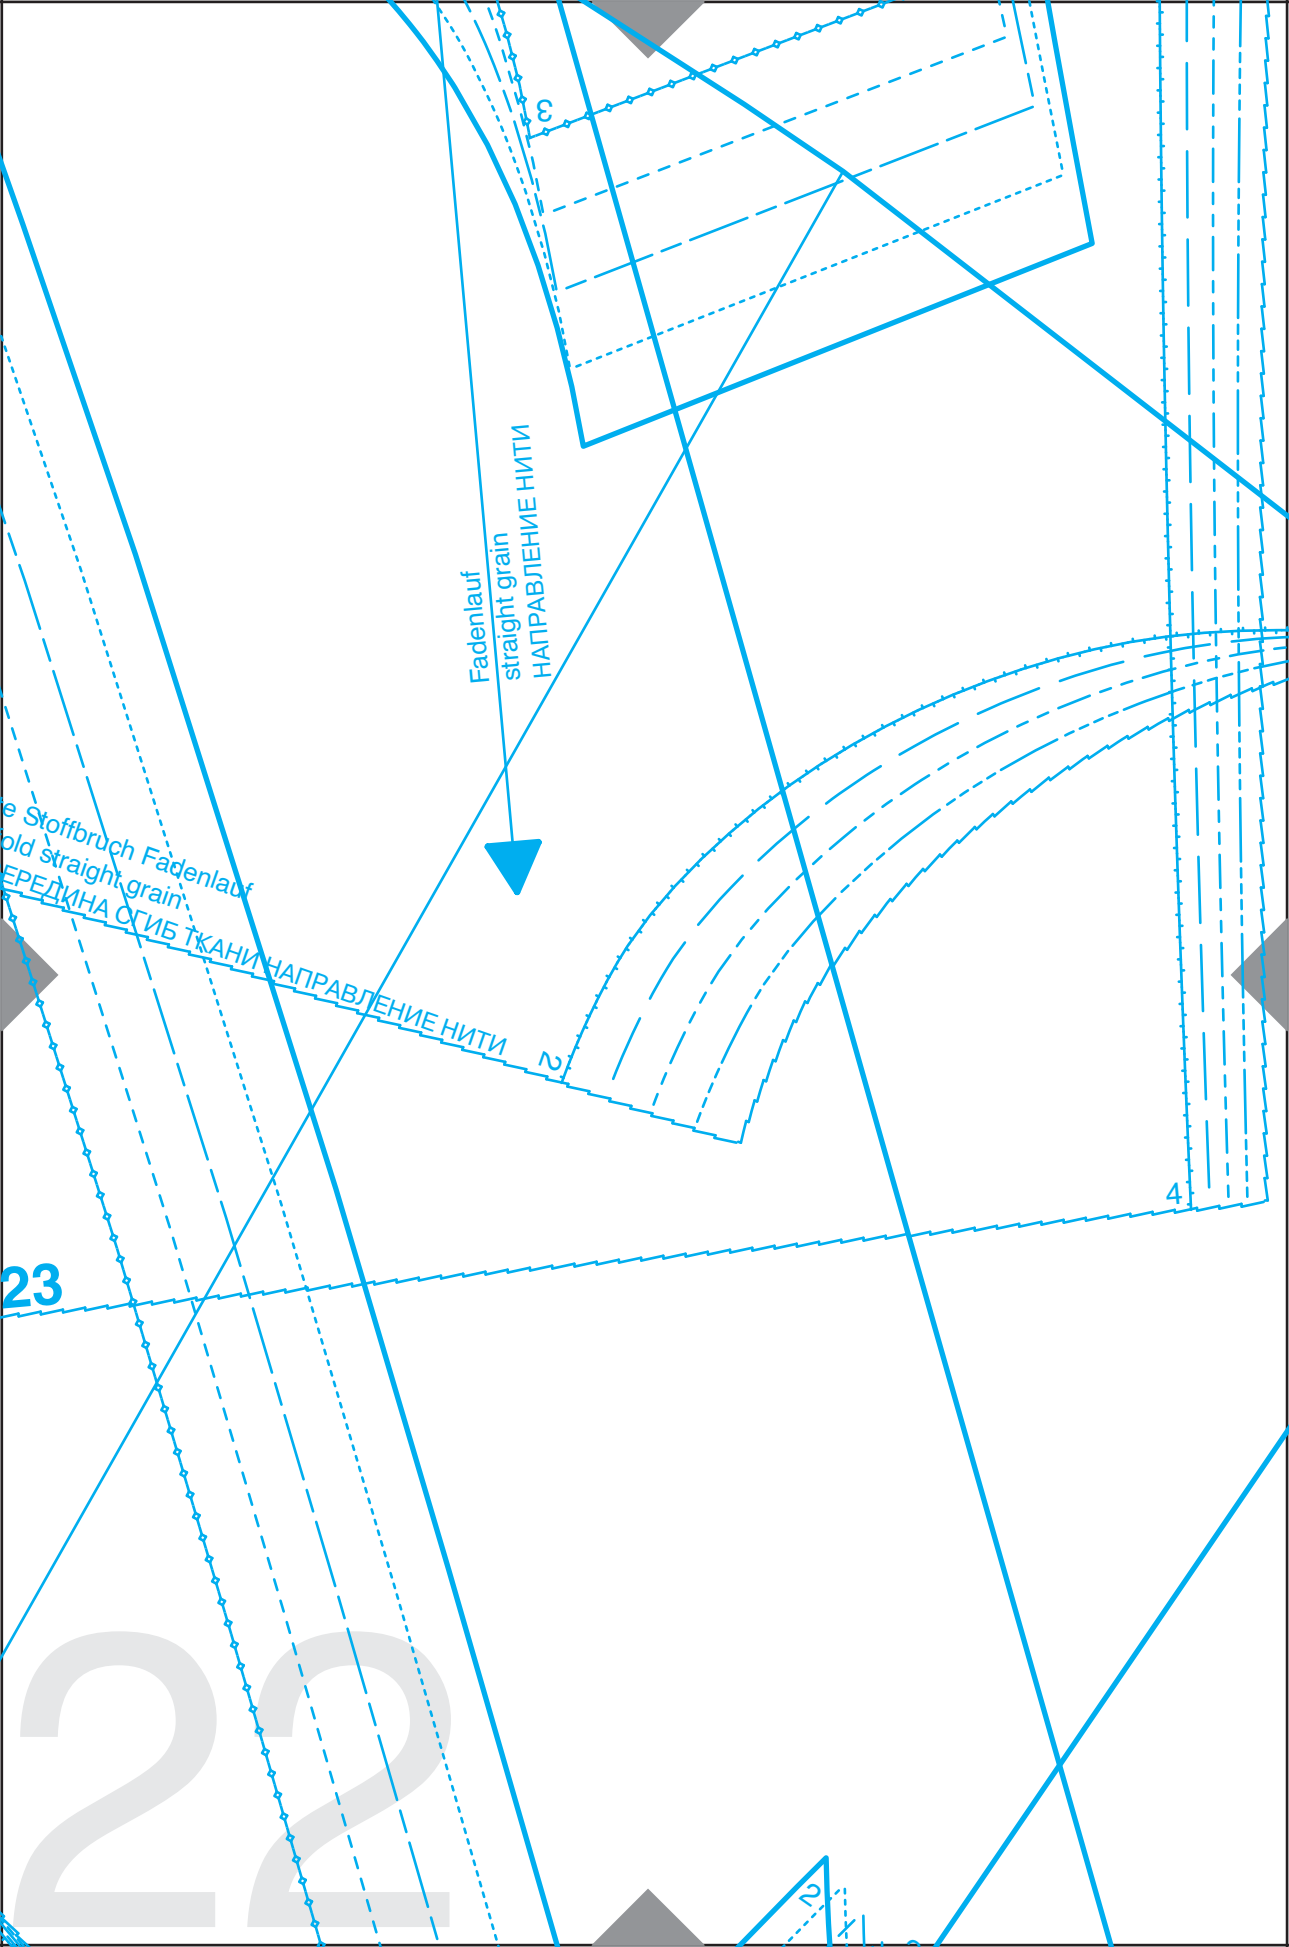 3
Fadenlauf
straight grain
НАПРАВЛЕНИЕ НИТИ
e Stoffbruch Fadenlauf
old straight grain
ЕРЕДИНА СГИБ ТКАНИ НАПРАВЛЕНИЕ НИТИ
2
4
23
22
2